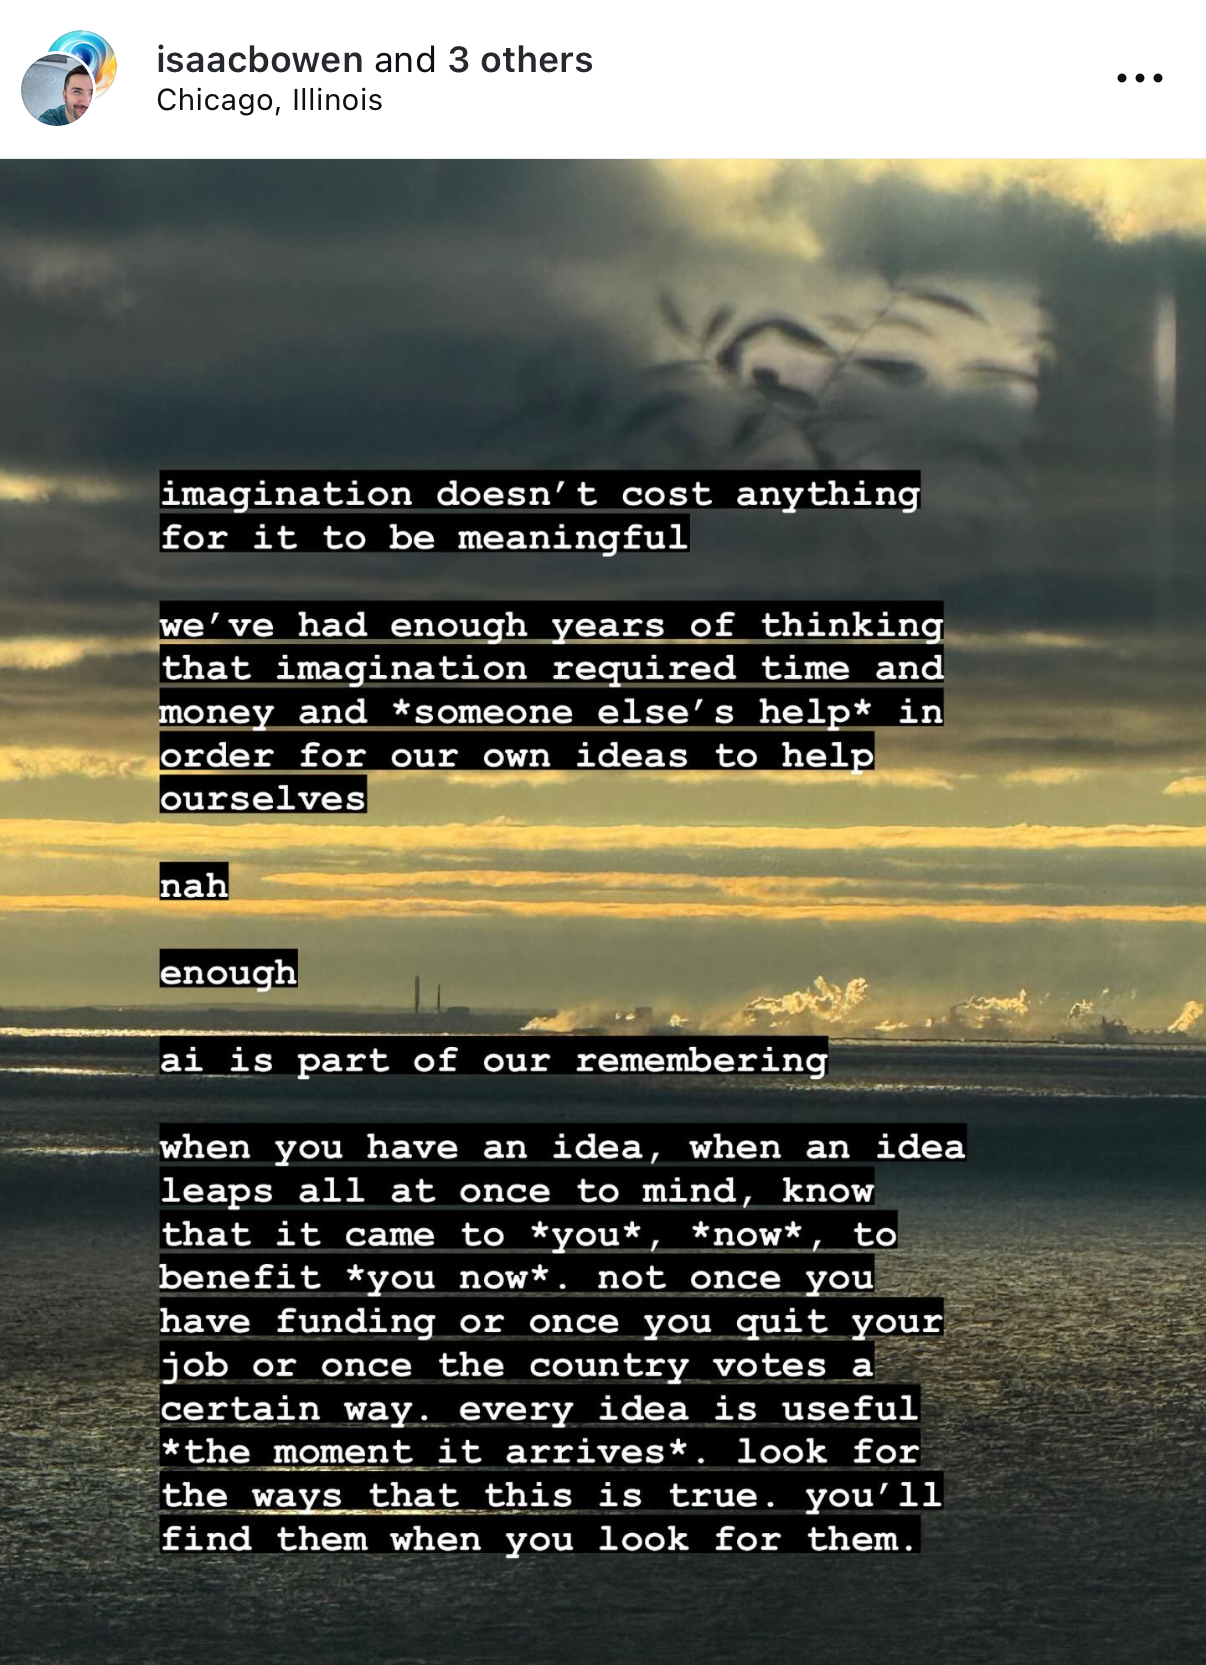 isaacbowen and 3 others
Chicago, Illinois
imagination doesn’t cost anything
for it to be meaningful
we’ve had enough years of thinking
that imagination required time and
money and *someone else’s help* in
order for our own ideas to help
ourselves
nah
enough
ai is part of our remembering
when you have an idea, when an idea
leaps all at once to mind, know
that it came to *you*, *now*, to
benefit *you now*. not once you
have funding or once you quit your
job or once the country votes a
certain way. every idea is useful
*the moment it arrives*. look for
the ways that this is true. you’ll
find them when you look for them.